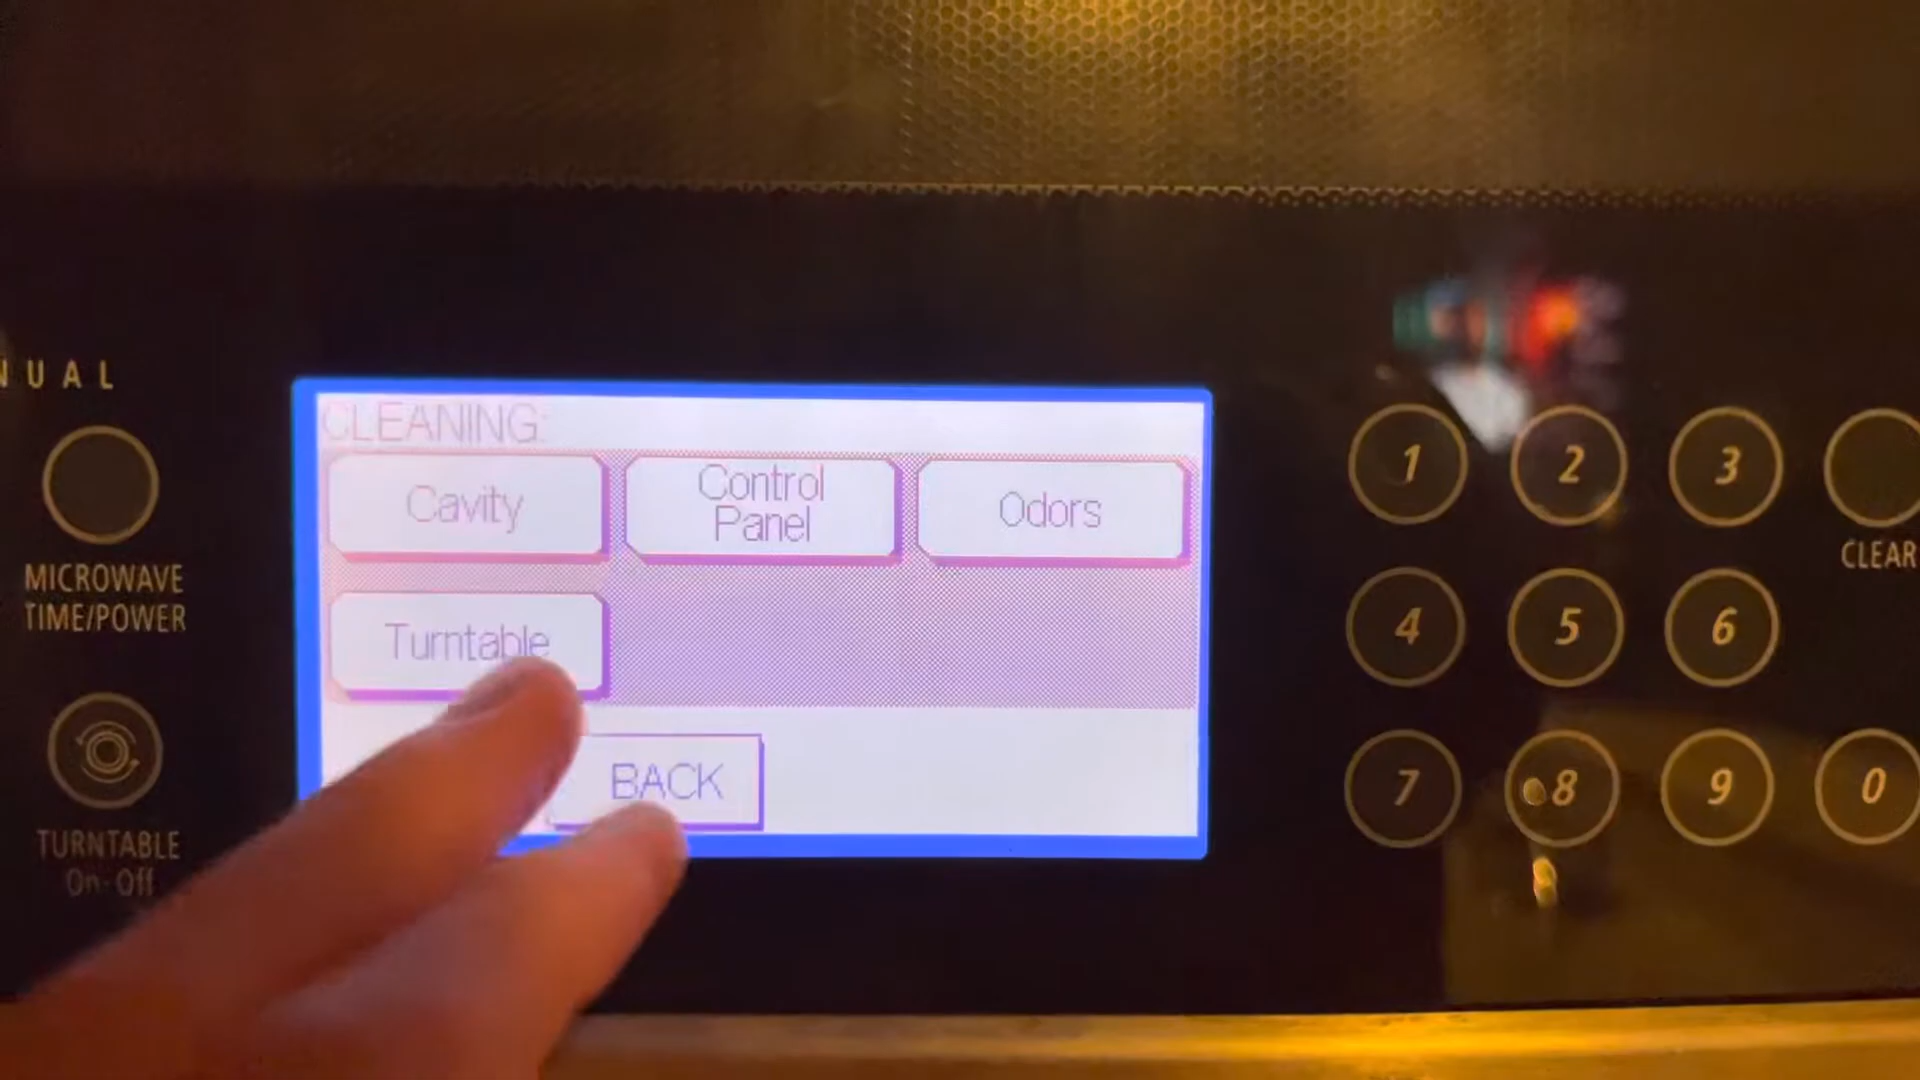 NUAL
MICROWAVE
TIME/POWER
TURNTABLE
On-Off
CLEANING:
Cavity
Control
Panel
Odors
Turntable
BACK
1 2 3
CLEAR
4 5 6
7 8 9 0